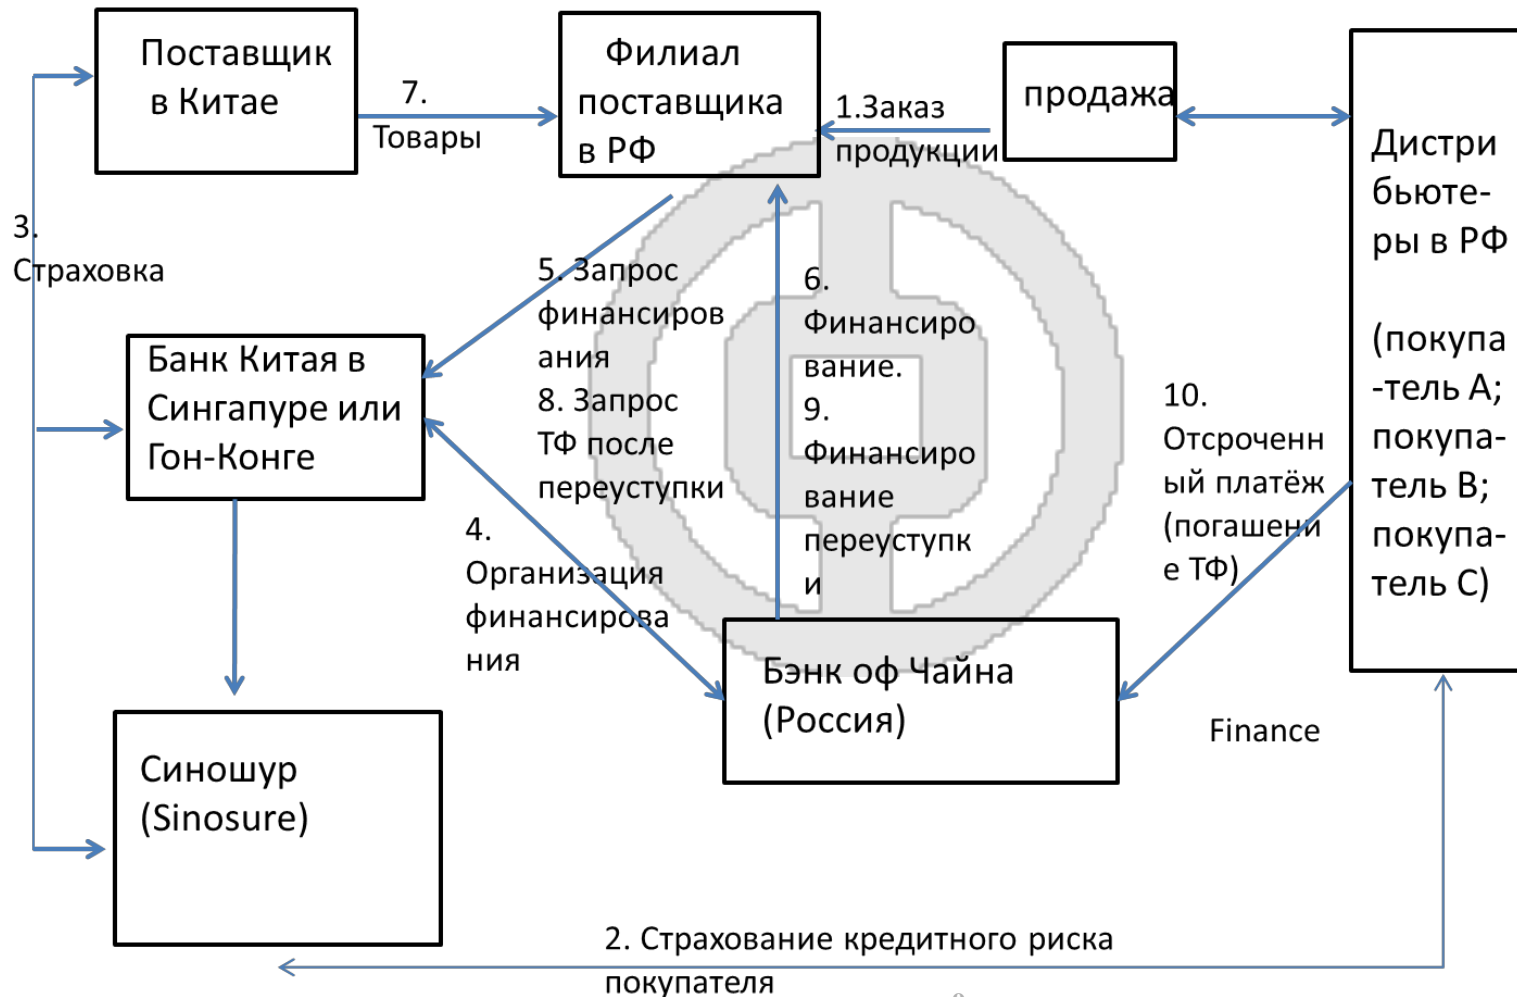 Поставщик
в Китае
7.
Товары
Филиал
поставщика
в РФ
1.Заказ
продукции
продажа
Дистри
бьюте-
ры в РФ
(покупа
-тель А;
покупа-
тель В;
покупа-
тель С)
3.
Страховка
Банк Китая в
Сингапуре или
Гон-Конге
5. Запрос
финансиров
ания
8. Запрос
ТФ после
переуступки
6.
Финансиро
вание.
9.
Финансиро
вание
переуступк
и
10.
Отсроченн
ый платёж
(погашени
е ТФ)
4.
Организация
финансирова
ния
Бэнк оф Чайна
(Россия)
Finance
Синошур
(Sinosure)
2. Страхование кредитного риска
покупателя